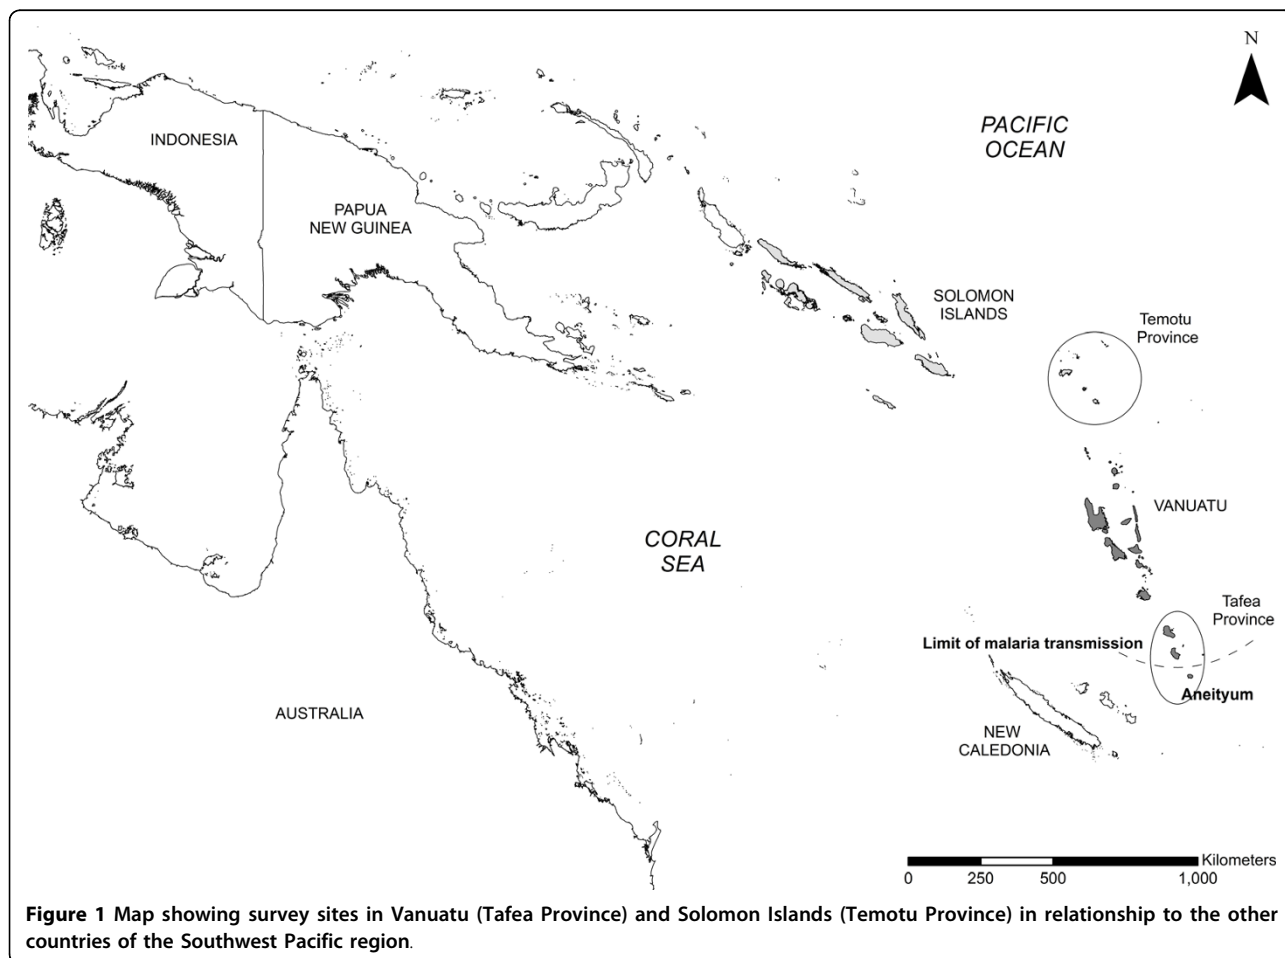 N
PACIFIC
OCEAN
INDONESIA
PAPUA
NEW GUINEA
SOLOMON
ISLANDS
Temotu
Province
VANUATU
CORAL
SEA
Tafea
Province
Limit of malaria transmission
Aneityum
AUSTRALIA
NEW
CALEDONIA
Kilometers
0 250 500 1,000
Figure 1 Map showing survey sites in Vanuatu (Tafea Province) and Solomon Islands (Temotu Province) in relationship to the other
countries of the Southwest Pacific region.